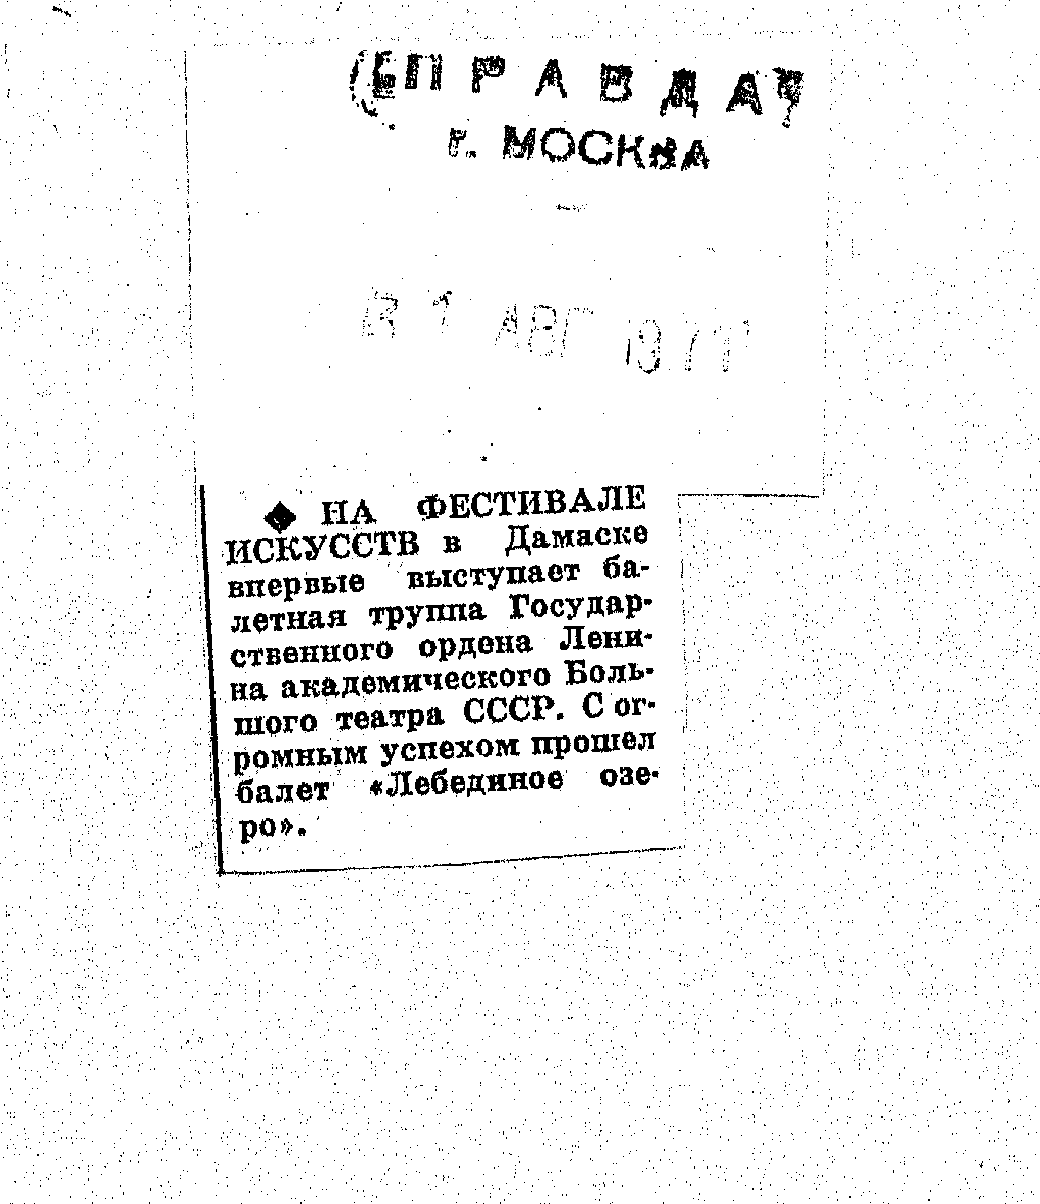 «ПРАВДА»
г. МОСКВА
АВГ 1977
◆ НА ФЕСТИВАЛЕ
ИСКУССТВ в Дамаске
впервые выступает ба-
летная труппа Государ-
ственного ордена Лени-
на академического Боль-
шого театра СССР. С ог-
ромным успехом прошел
балет «Лебединое озе-
ро».